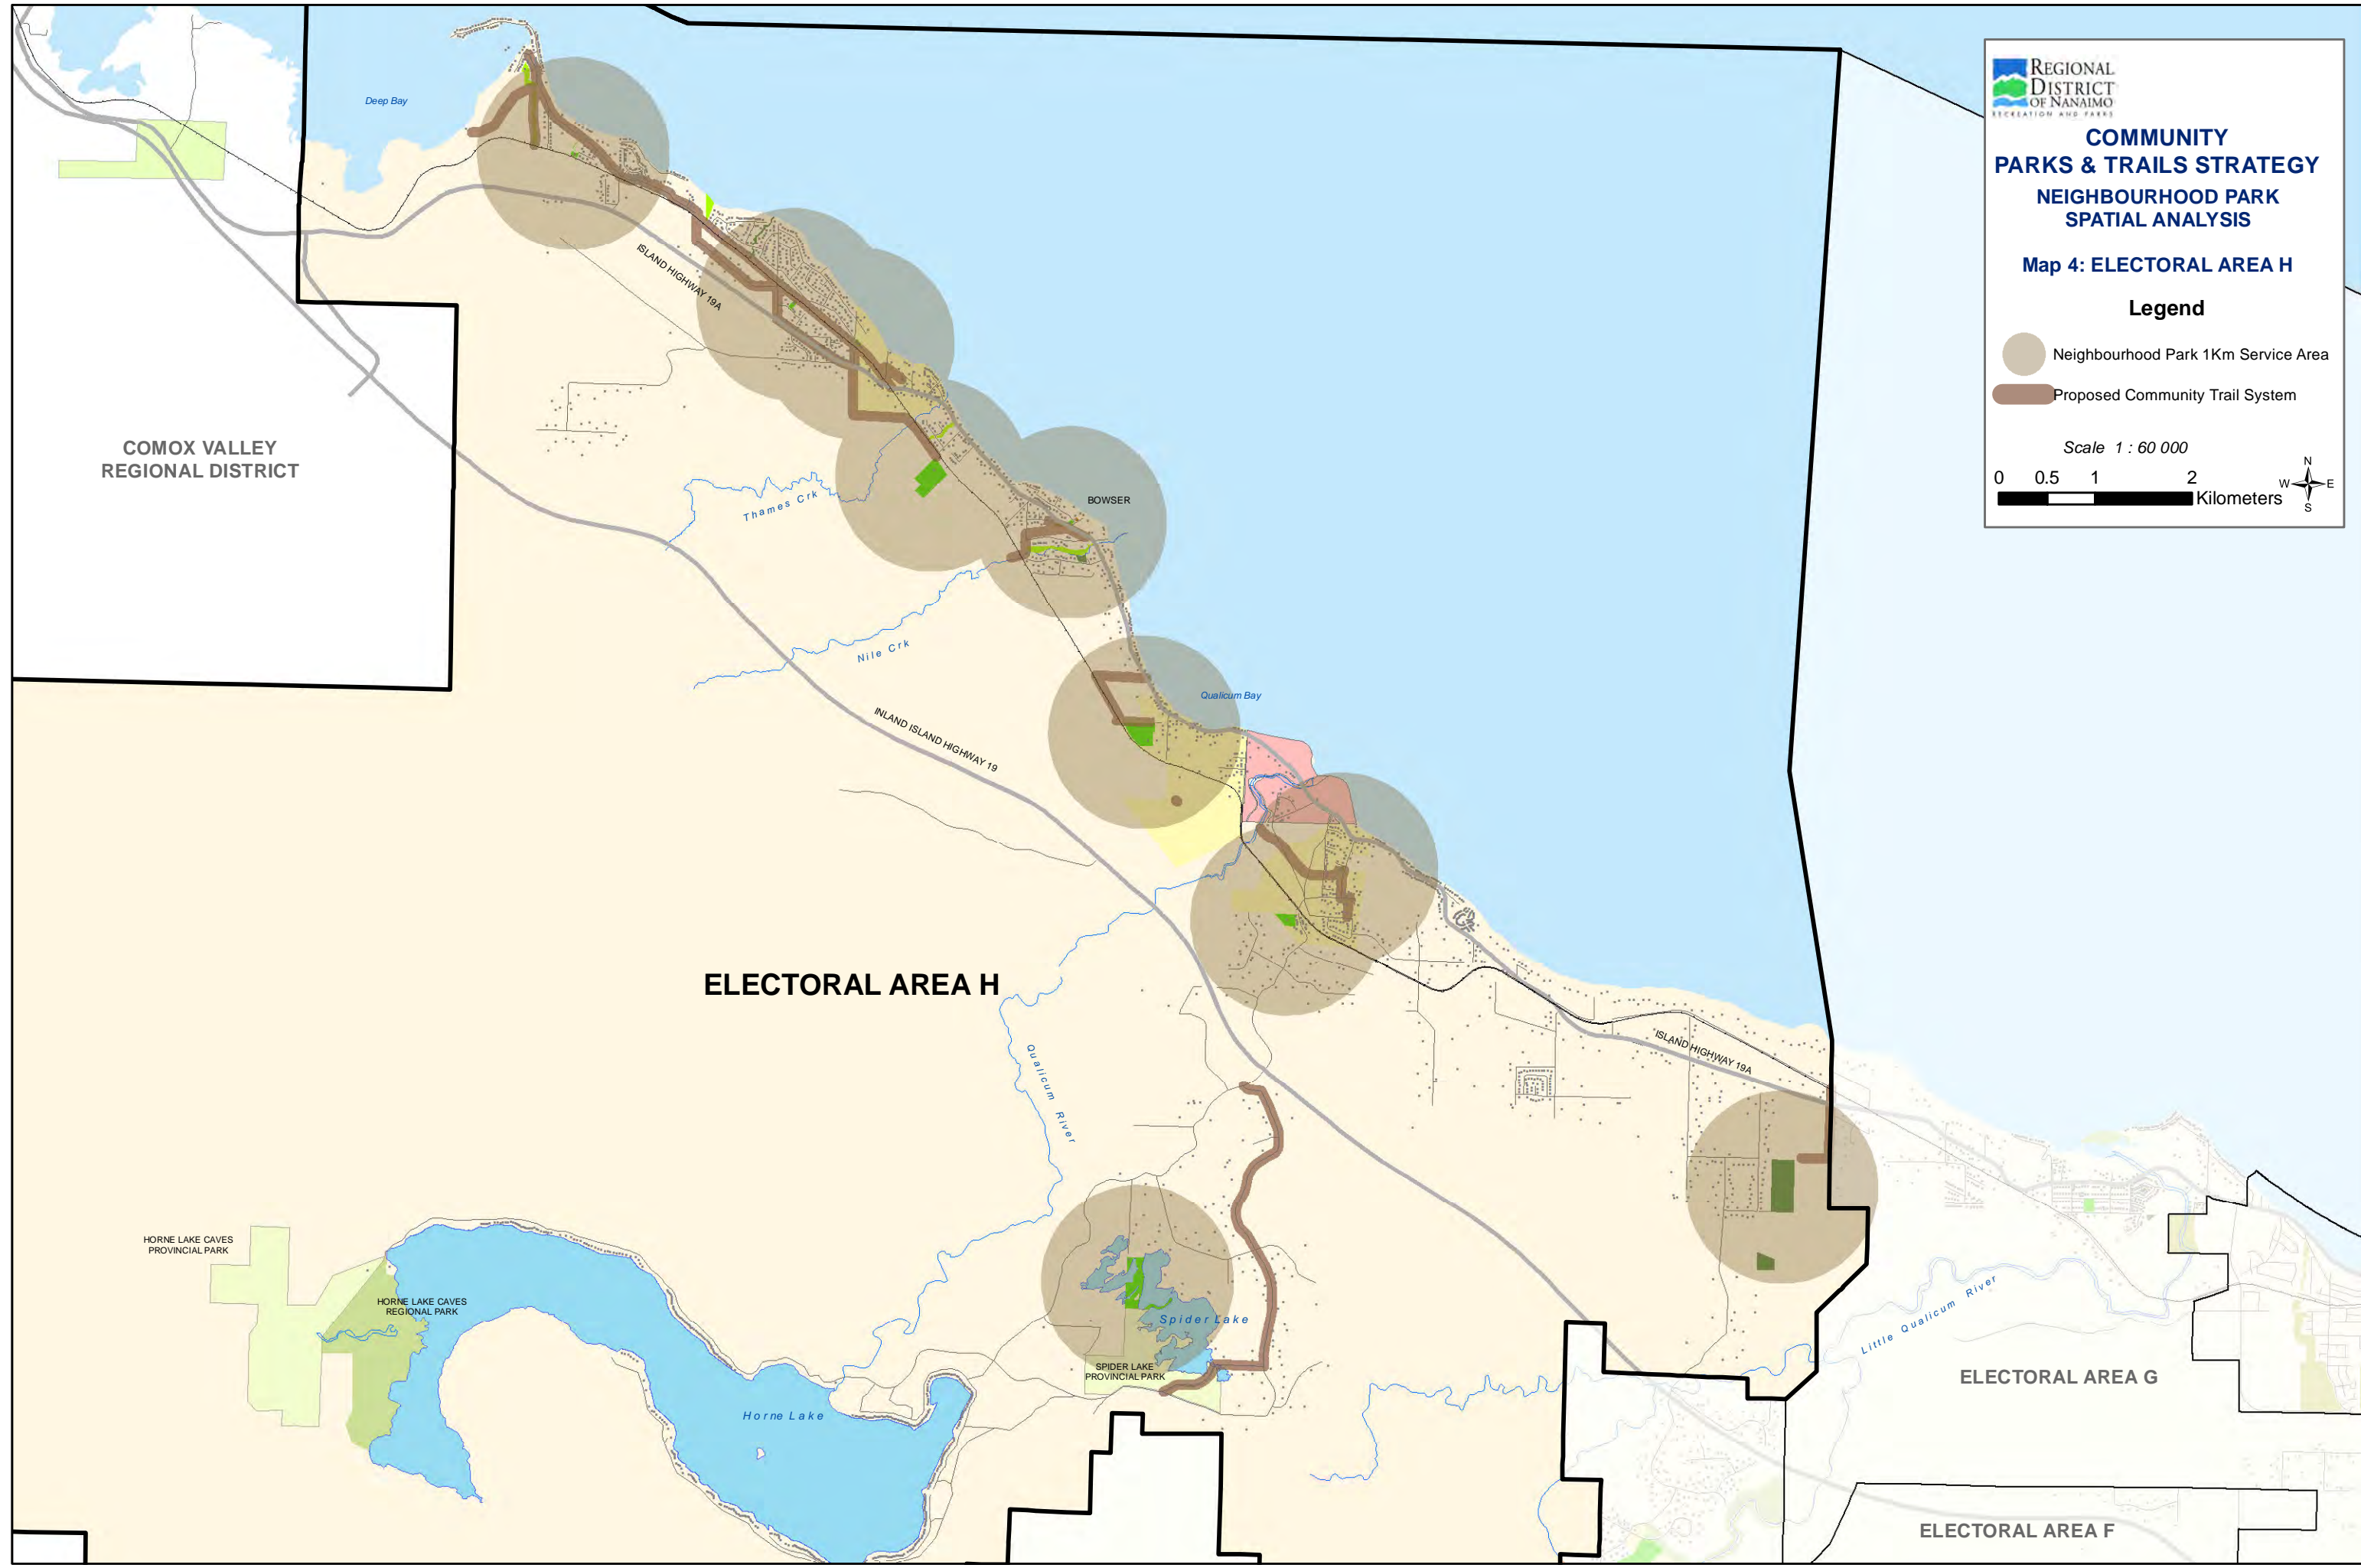 REGIONAL
DISTRICT
OF NANAIMO
RECREATION AND PARKS
COMMUNITY
PARKS & TRAILS STRATEGY
NEIGHBOURHOOD PARK
SPATIAL ANALYSIS
Map 4: ELECTORAL AREA H
Legend
Neighbourhood Park 1Km Service Area
Proposed Community Trail System
Scale 1 : 60 000
0 0.5 1 2
Kilometers
N
W E
S
Deep Bay
ISLAND HIGHWAY 19A
COMOX VALLEY
REGIONAL DISTRICT
Thames Crk
BOWSER
Nile Crk
Qualicum Bay
INLAND ISLAND HIGHWAY 19
ELECTORAL AREA H
Qualicum River
ISLAND HIGHWAY 19A
HORNE LAKE CAVES
PROVINCIAL PARK
HORNE LAKE CAVES
REGIONAL PARK
Spider Lake
SPIDER LAKE
PROVINCIAL PARK
Horne Lake
Little Qualicum River
ELECTORAL AREA G
ELECTORAL AREA F